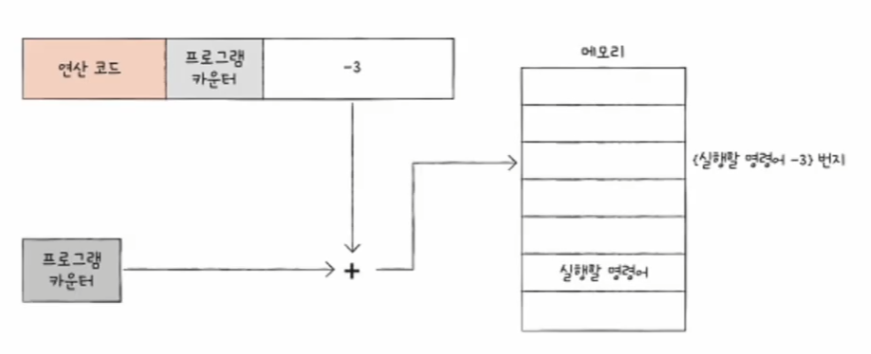 메모리
연산 코드
프로그램
카운터
-3
{실행할 명령어 -3} 번지
프로그램
카운터
+
실행할 명령어